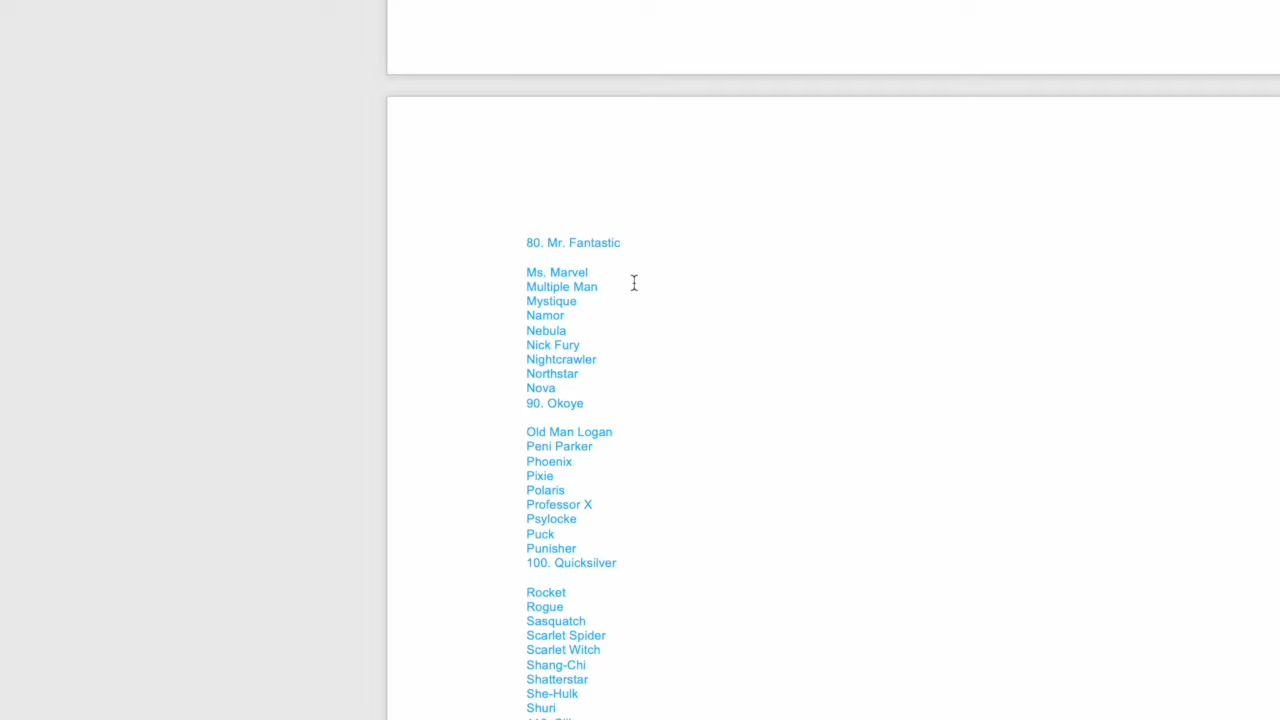 80. Mr. Fantastic
Ms. Marvel
Multiple Man
Mystique
Namor
Nebula
Nick Fury
Nightcrawler
Northstar
Nova
90. Okoye
Old Man Logan
Peni Parker
Phoenix
Pixie
Polaris
Professor X
Psylocke
Puck
Punisher
100. Quicksilver
Rocket
Rogue
Sasquatch
Scarlet Spider
Scarlet Witch
Shang-Chi
Shatterstar
She-Hulk
Shuri